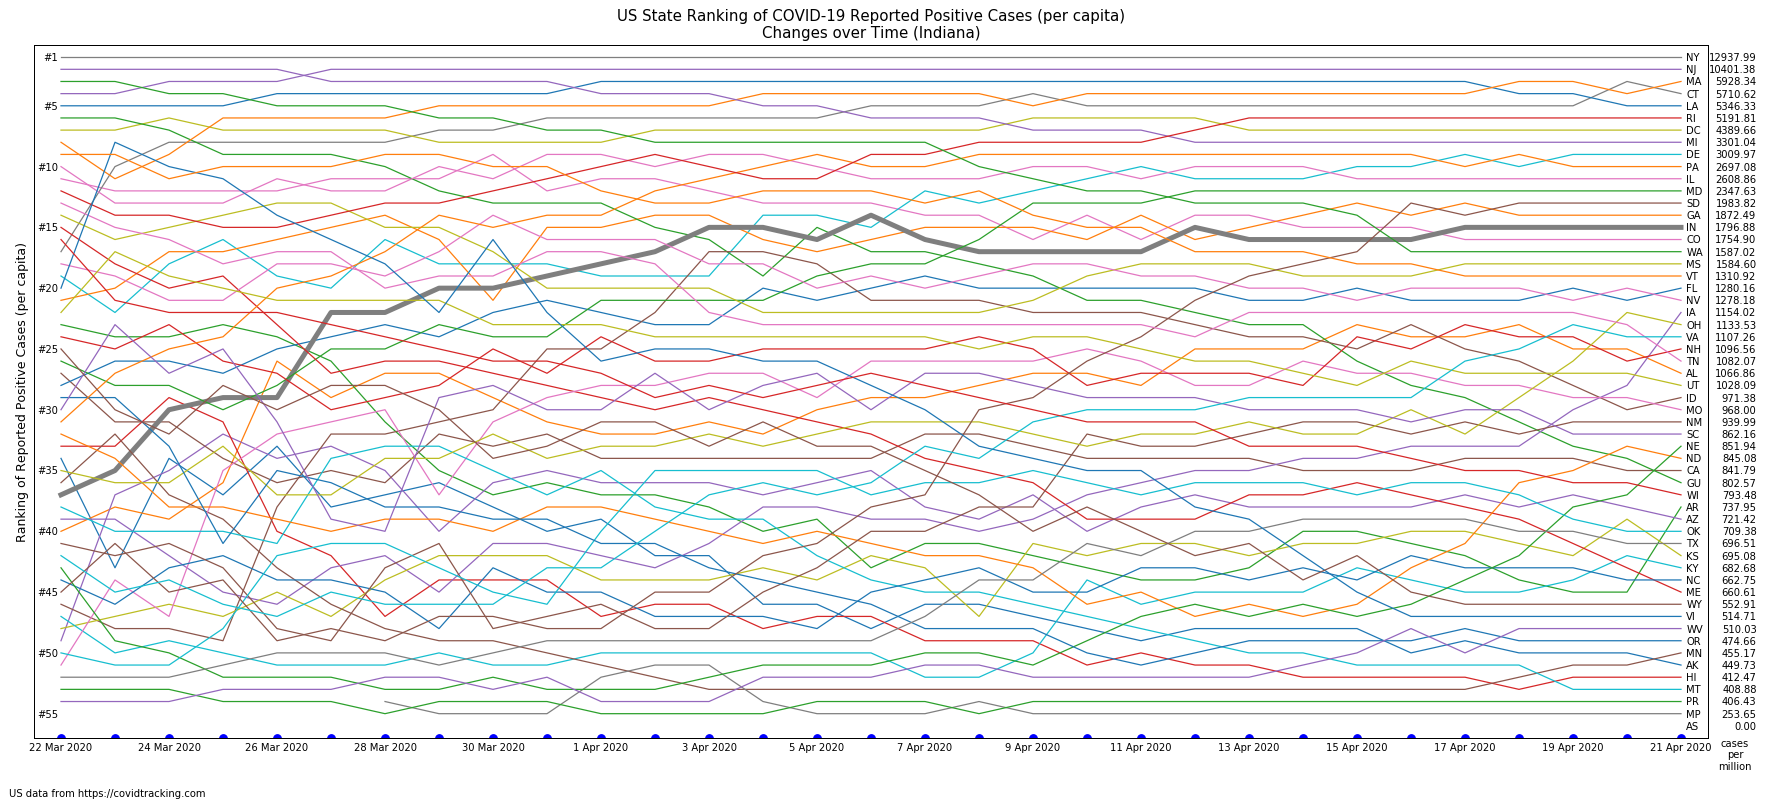 US State Ranking of COVID-19 Reported Positive Cases (per capita)
Changes over Time (Indiana)
Ranking of Reported Positive Cases (per capita)
#1
#5
#10
#15
#20
#25
#30
#35
#40
#45
#50
#55
NY 12937.99
NJ 10401.38
MA 5928.34
CT 5710.62
LA 5346.33
RI 5191.81
DC 4389.66
MI 3301.04
DE 3009.97
PA 2697.08
IL 2608.86
MD 2347.63
SD 1983.82
GA 1872.49
IN 1796.88
CO 1754.90
WA 1587.02
MS 1584.60
VT 1310.92
FL 1280.16
NV 1278.18
IA 1154.02
OH 1133.53
VA 1107.26
NH 1096.56
TN 1082.07
AL 1066.86
UT 1028.09
ID 971.38
MO 968.00
NM 939.99
SC 862.16
NE 851.94
ND 845.08
CA 841.79
GU 802.57
WI 793.48
AR 737.95
AZ 721.42
OK 709.38
TX 696.51
KS 695.08
KY 682.68
NC 662.75
ME 660.61
WY 552.91
VI 514.71
WV 510.03
OR 474.66
MN 455.17
AK 449.73
HI 412.47
MT 408.88
PR 406.43
MP 253.65
AS 0.00
22 Mar 2020 24 Mar 2020 26 Mar 2020 28 Mar 2020 30 Mar 2020 1 Apr 2020 3 Apr 2020 5 Apr 2020 7 Apr 2020 9 Apr 2020 11 Apr 2020 13 Apr 2020 15 Apr 2020 17 Apr 2020 19 Apr 2020 21 Apr 2020
cases
per
million
US data from https://covidtracking.com